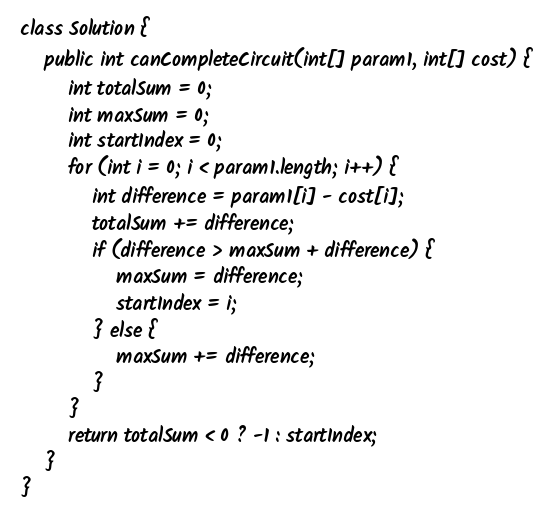 class Solution {
    public int canCompleteCircuit(int[] param1, int[] cost) {
        int totalSum = 0;
        int maxSum = 0;
        int startIndex = 0;
        for (int i = 0; i < param1.length; i++) {
            int difference = param1[i] - cost[i];
            totalSum += difference;
            if (difference > maxSum + difference) {
                maxSum = difference;
                startIndex = i;
            } else {
                maxSum += difference;
            }
        }
        return totalSum < 0 ? -1 : startIndex;
    }
}